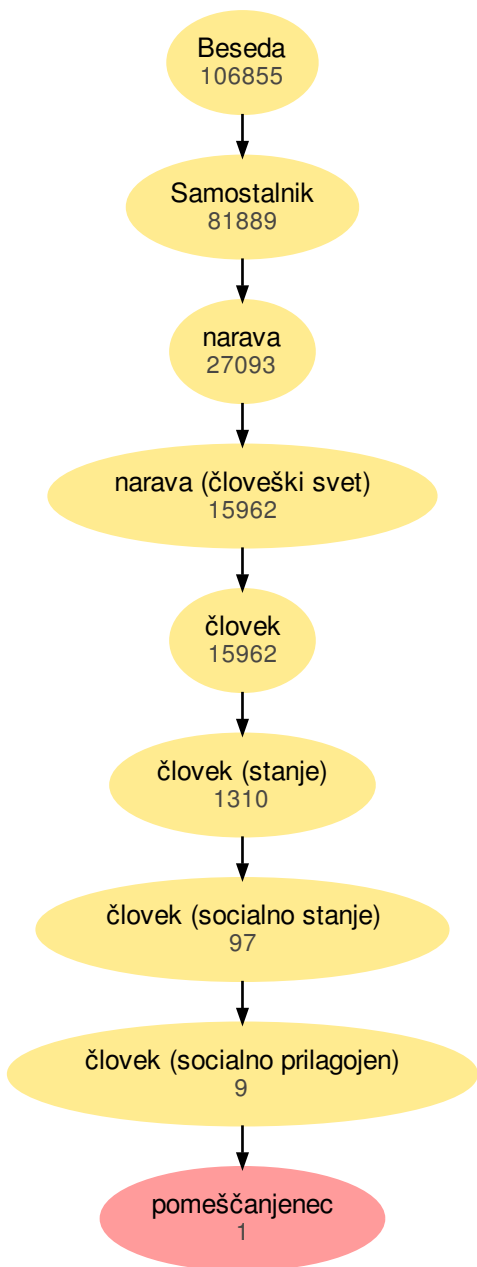 Beseda
106855
Samostalnik
81889
narava
27093
narava (človeški svet)
15962
človek
15962
človek (stanje)
1310
človek (socialno stanje)
97
človek (socialno prilagojen)
9
pomeščanjenec
1